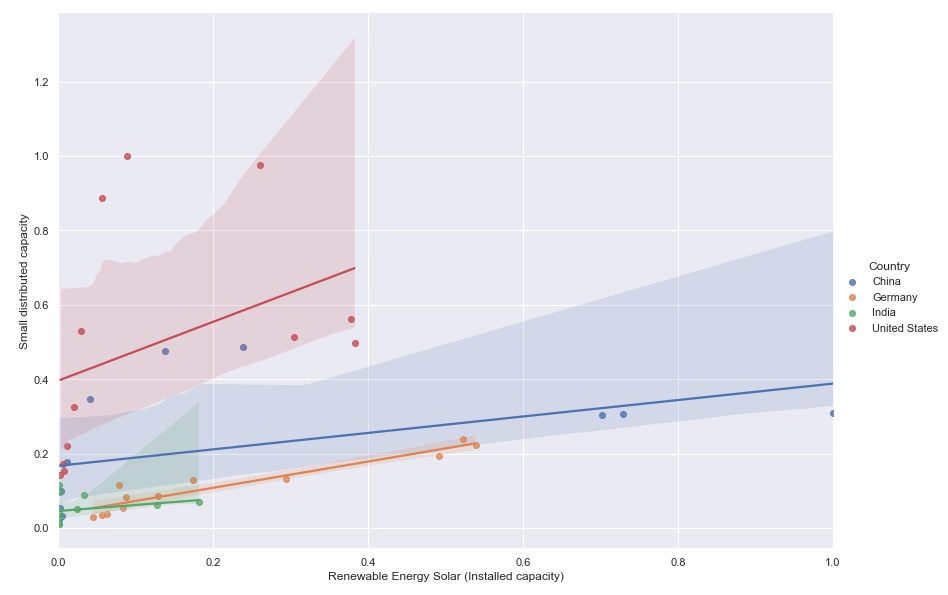 1.2
1.0
0.8
0.6
0.4
0.2
0.0
Small distributed capacity
0.0 0.2 0.4 0.6 0.8 1.0
Renewable Energy Solar (Installed capacity)
Country
China
Germany
India
United States